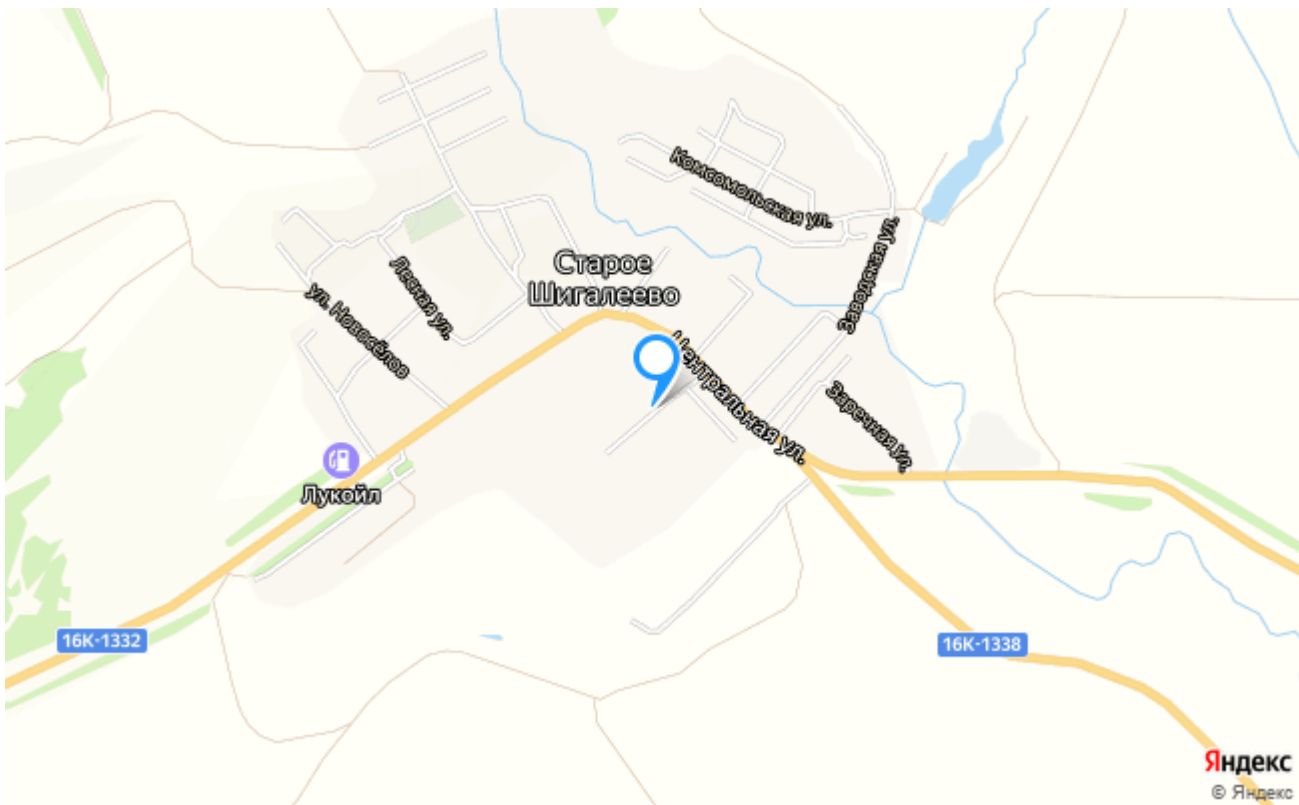 Комсомольская ул.
Заводская ул.
Старое
Шигалеево
Лесная ул.
ул. Новосёлов
Центральная ул.
Заречная ул.
Лукойл
16К-1332
16К-1338
Яндекс
© Яндекс